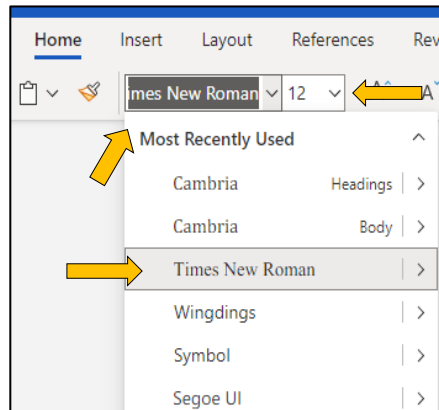 Home Insert Layout References Rev
imes New Roman 12 A A
Most Recently Used
Cambria Headings
Cambria Body
Times New Roman
Wingdings
Symbol
Segoe UI